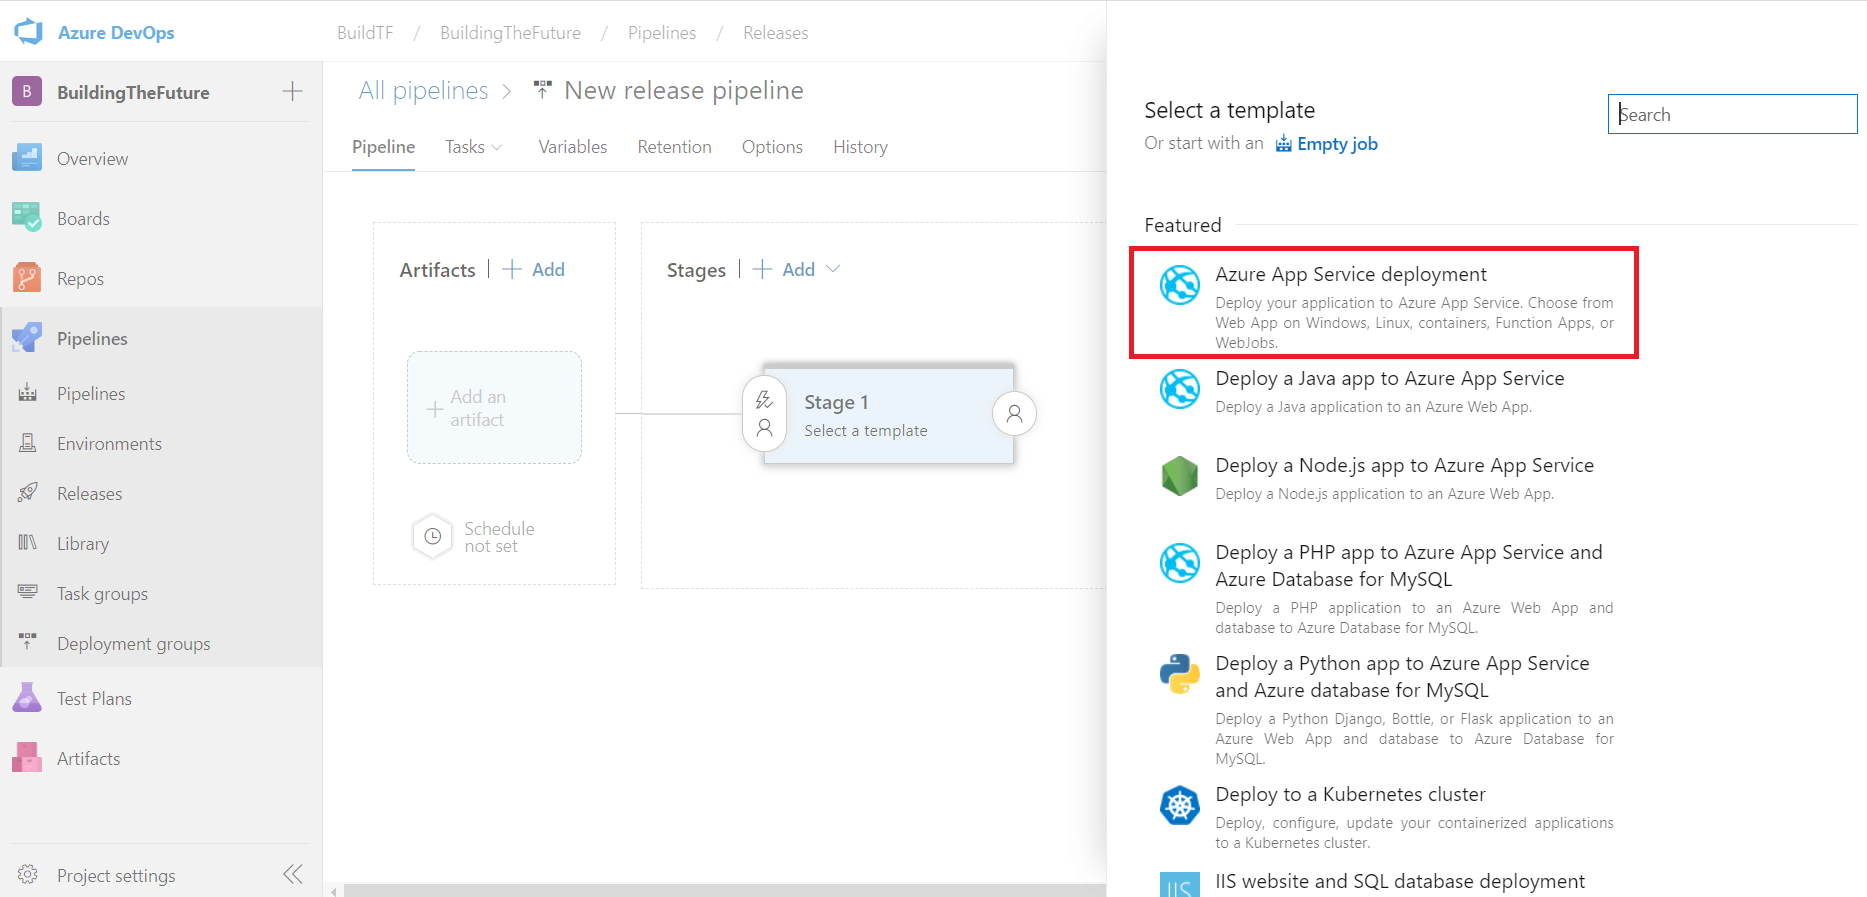 Azure DevOps
BuildTF / BuildingTheFuture / Pipelines / Releases
B BuildingTheFuture
Overview
Boards
Repos
Pipelines
Pipelines
Environments
Releases
Library
Task groups
Deployment groups
Test Plans
Artifacts
Project settings
All pipelines > New release pipeline
Pipeline Tasks Variables Retention Options History
Artifacts | + Add
Add an
artifact
Schedule
not set
Stages | + Add
Stage 1
Select a template
Select a template
Or start with an Empty job
Search
Featured
Azure App Service deployment
Deploy your application to Azure App Service. Choose from
Web App on Windows, Linux, containers, Function Apps, or
WebJobs.
Deploy a Java app to Azure App Service
Deploy a Java application to an Azure Web App.
Deploy a Node.js app to Azure App Service
Deploy a Node.js application to an Azure Web App.
Deploy a PHP app to Azure App Service and
Azure Database for MySQL
Deploy a PHP application to an Azure Web App and
database to Azure Database for MySQL.
Deploy a Python app to Azure App Service
and Azure database for MySQL
Deploy a Python Django, Bottle, or Flask application to an
Azure Web App and database to Azure Database for
MySQL.
Deploy to a Kubernetes cluster
Deploy, configure, update your containerized applications
to a Kubernetes cluster.
IIS
IIS website and SQL database deployment